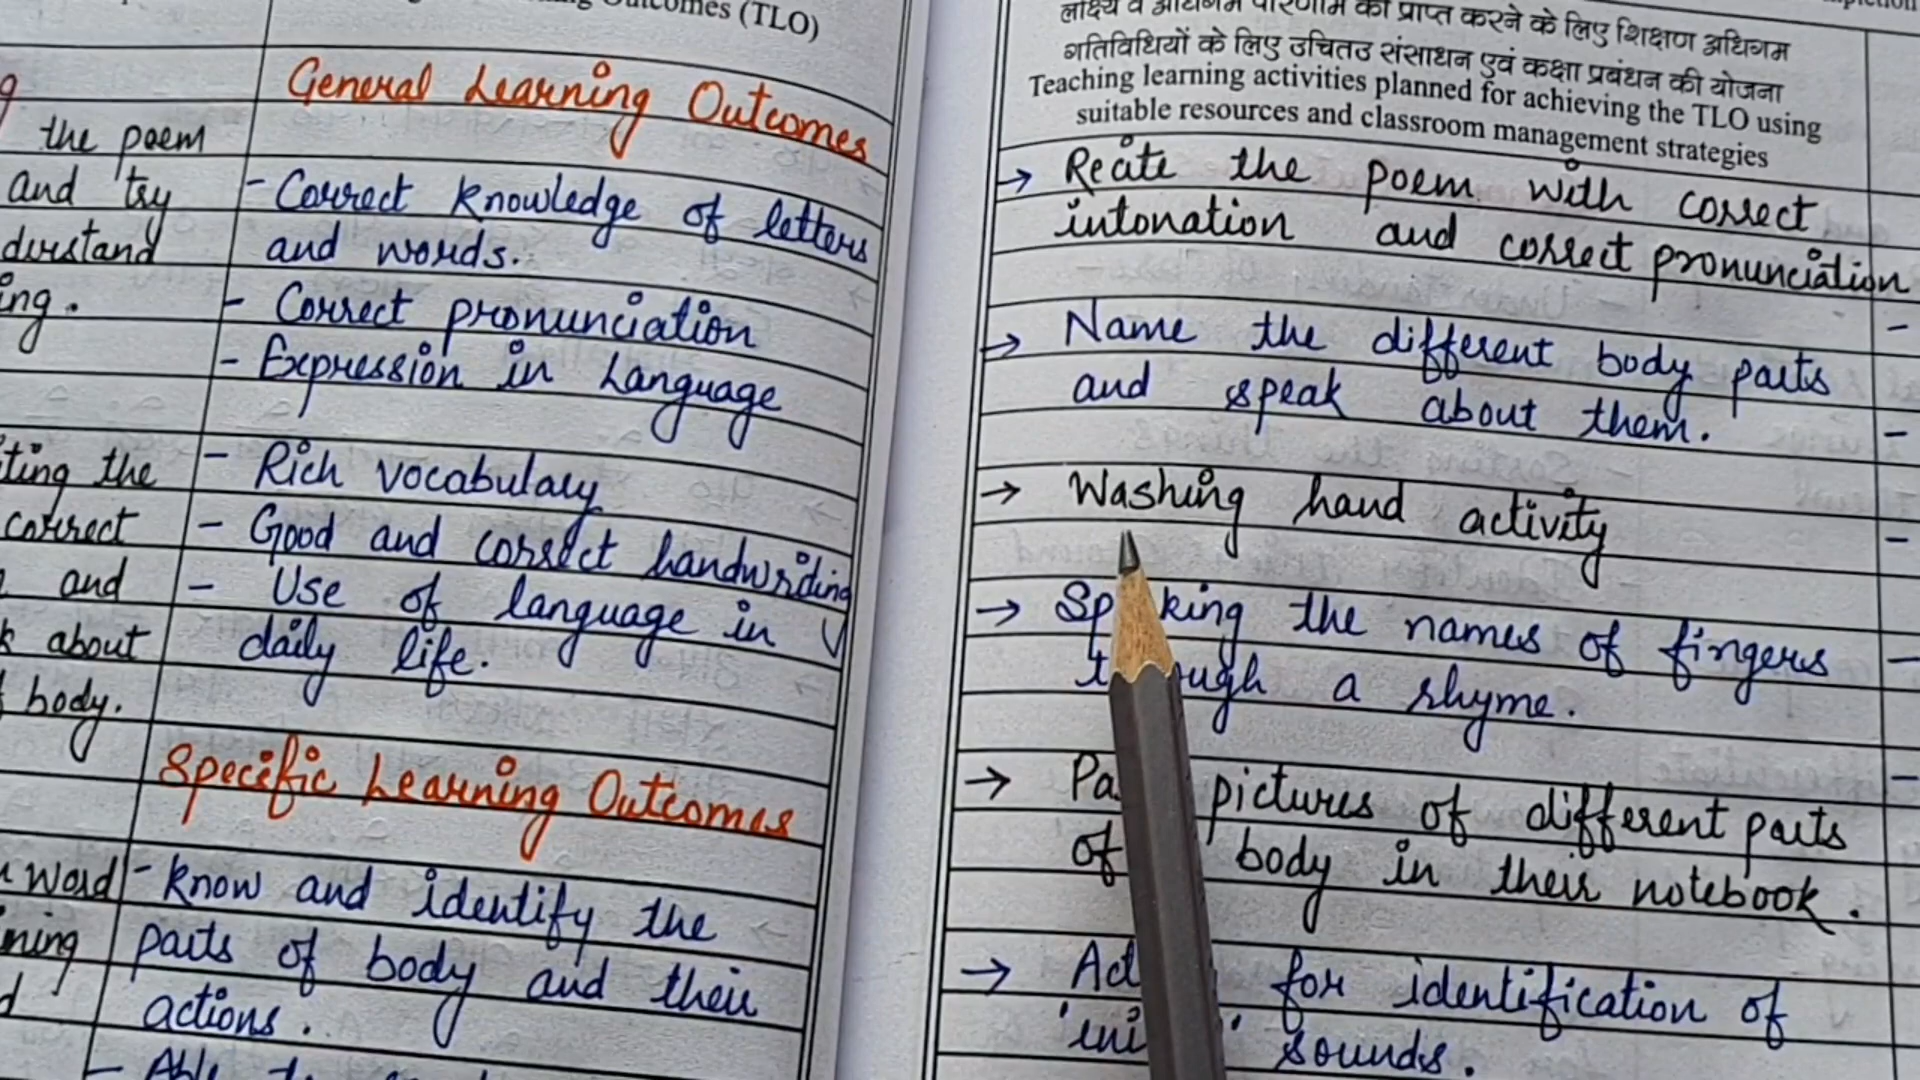 Outcomes (TLO)
General Learning Outcomes
the poem
and try
ing.
- Correct knowledge of letters
and words.
- Correct pronunciation
- Expression in Language
the
correct
and
about
body.
- Rich vocabulary
- Good and correct handwriting
- Use of language in
daily life.
Specific Learning Outcomes
word
- Know and identify the
parts of body and their
actions.
- Able to
लक्ष्य व अधिगम परिणाम को प्राप्त करने के लिए शिक्षण अधिगम
गतिविधियों के लिए उचितउ संसाधन एवं कक्षा प्रबंधन की योजना
Teaching learning activities planned for achieving the TLO using
suitable resources and classroom management strategies
→ Recite the poem with correct
intonation and correct pronunciation
→ Name the different body parts
and speak about them.
→ Washing hand activity
→ the names of fingers
a rhyme.
→ pictures of different parts
of body in their notebook.
→ for identification of
sounds.